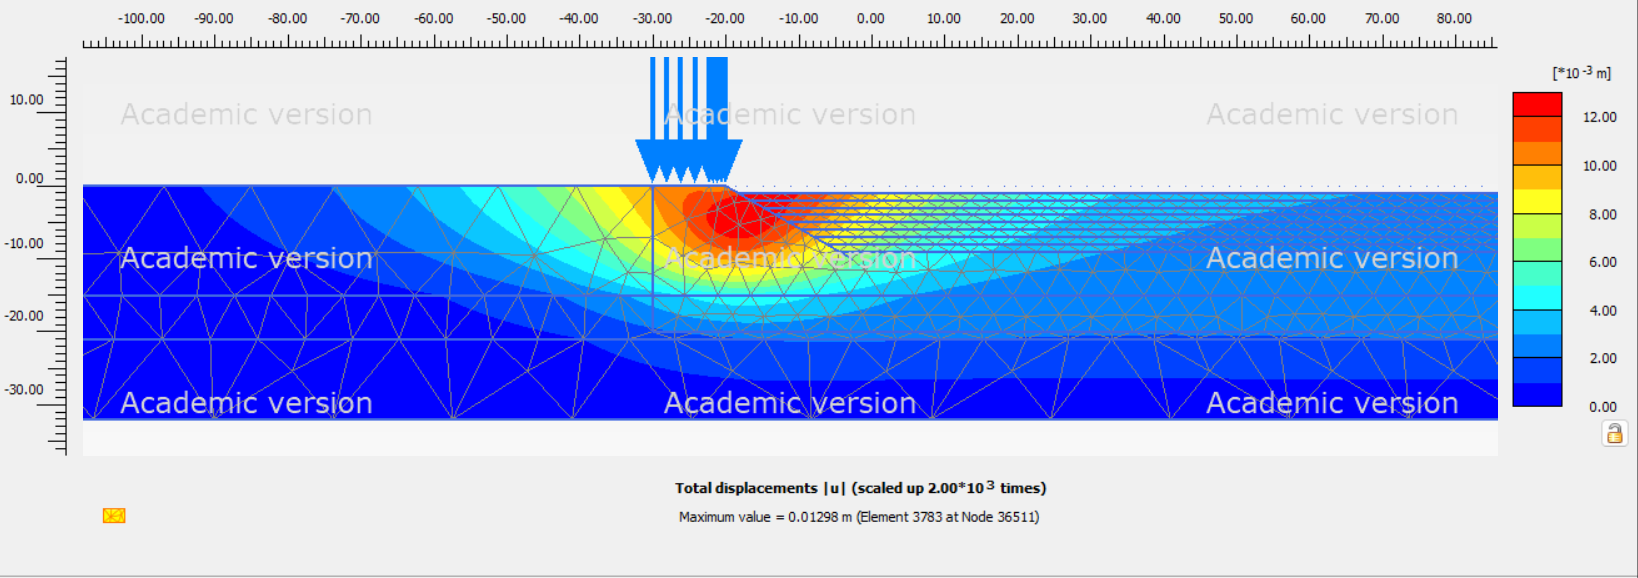 -100.00 -90.00 -80.00 -70.00 -60.00 -50.00 -40.00 -30.00 -20.00 -10.00 0.00 10.00 20.00 30.00 40.00 50.00 60.00 70.00 80.00
[*10 -3 m]
10.00
0.00
-10.00
-20.00
-30.00
Academic version Academic version Academic version
Academic version Academic version Academic version
Academic version Academic version Academic version
12.00
10.00
8.00
6.00
4.00
2.00
0.00
Total displacements |u| (scaled up 2.00*10 3 times)
Maximum value = 0.01298 m (Element 3783 at Node 36511)